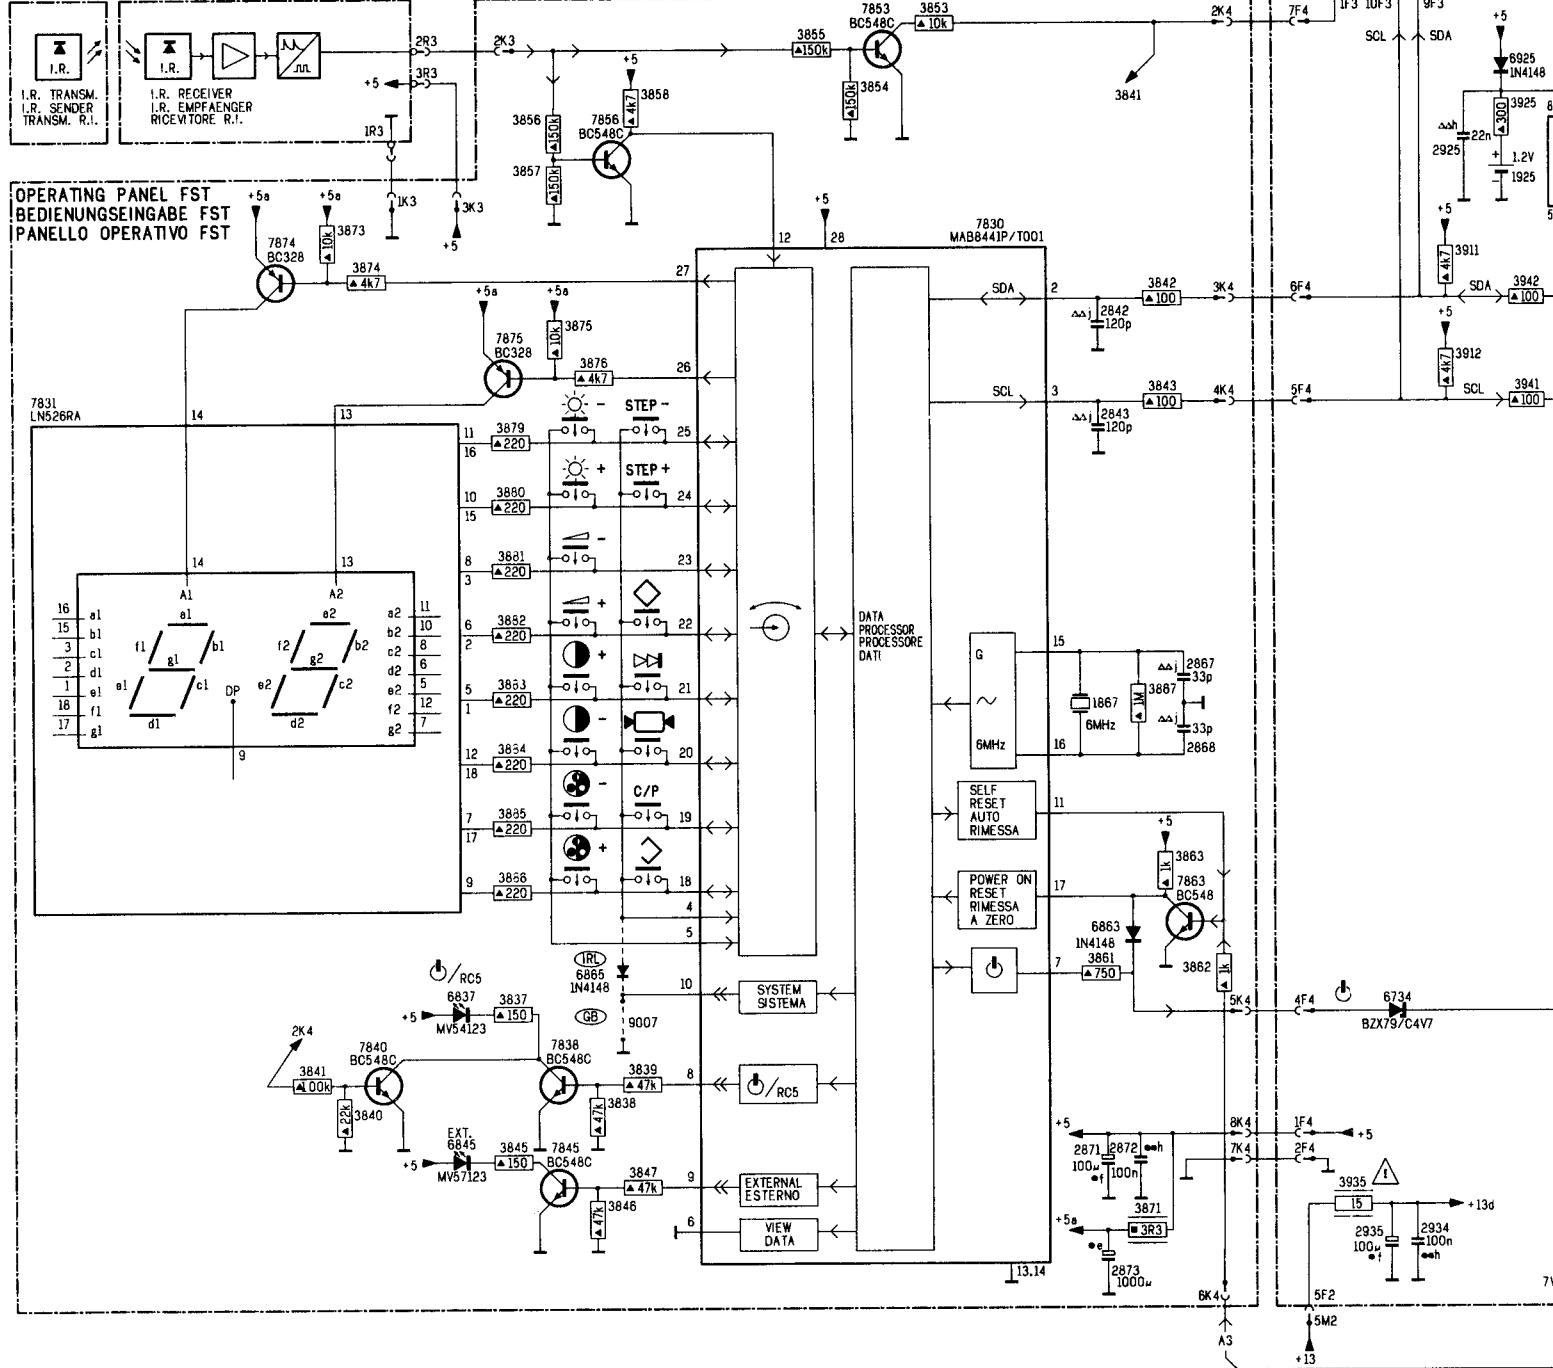 I.R.
I.R. TRANSM.
I.R. SENDER
TRANSM. R.I.
I.R.
I.R. RECEIVER
I.R. EMPFAENGER
RICEVITORE R.I.
2R3
3R3
+5
1R3
2K3
1K3
3K3
+5
3855
150k
7853
BC548C
3853
10k
3854
150k
3841
2K4
7F4
1F3
10F3
9F3
SCL
SDA
+5
6925
1N4148
3925
300
22n
2925
+
1.2V
-
1925
+5
3858
4k7
3856
150k
7856
BC548C
3857
150k
OPERATING PANEL FST
BEDIENUNGSEINGABE FST
PANELLO OPERATIVO FST
+5a
+5a
3873
10k
7874
BC328
3874
4k7
27
12
+5
28
7830
MAB8441P/T001
+5
3911
4k7
SDA
2
3842
100
3K4
6F4
SDA
3942
100
2842
120p
+5a
+5a
3875
10k
7875
BC328
3876
4k7
26
+5
3912
4k7
SCL
3
3843
100
4K4
5F4
SCL
3941
100
2843
120p
7831
LN526RA
14
13
11
16
3879
220
-
STEP -
25
10
15
3880
220
+
STEP +
24
8
3
3881
220
-
23
6
2
3882
220
+
22
5
1
3883
220
+
21
12
18
3884
220
-
20
7
17
3885
220
-
C/P
19
9
3886
220
+
18
4
5
14
13
A1
A2
16 a1
15 b1
3 c1
2 d1
1 e1
18 f1
17 g1
a1
f1
b1
g1
e1
c1
d1
DP
9
a2
f2
b2
g2
e2
c2
d2
a2 11
b2 10
c2 8
d2 6
e2 5
f2 12
g2 7
DATA
PROCESSOR
PROCESSORE
DATI
G
6MHz
15
16
1867
6MHz
3887
1M
2867
33p
33p
2868
SELF
RESET
AUTO
RIMESSA
11
+5
3863
1k
7863
BC548
POWER ON
RESET
RIMESSA
A ZERO
17
6863
1N4148
3861
750
7
3862
1k
5K4
4F4
6734
BZX79/C4V7
IRL
6865
1N4148
GB
9007
10
SYSTEM
SISTEMA
/RC5
6837
MV54123
+5
3837
150
2K4
3841
100k
7840
BC548C
3840
22k
7838
BC548C
3839
47k
3838
47k
8
/RC5
EXT.
6845
MV57123
+5
3845
150
7845
BC548C
3847
47k
3846
47k
9
EXTERNAL
ESTERNO
6
VIEW
DATA
13.14
+5
2871
100µ
f
2872
100n
h
8K4
1F4
+5
7K4
2F4
3871
3R3
+5a
e
2873
1000µ
3935
15
!
+13d
2935
100µ
f
2934
100n
h
6K4
A3
5F2
5M2
+13